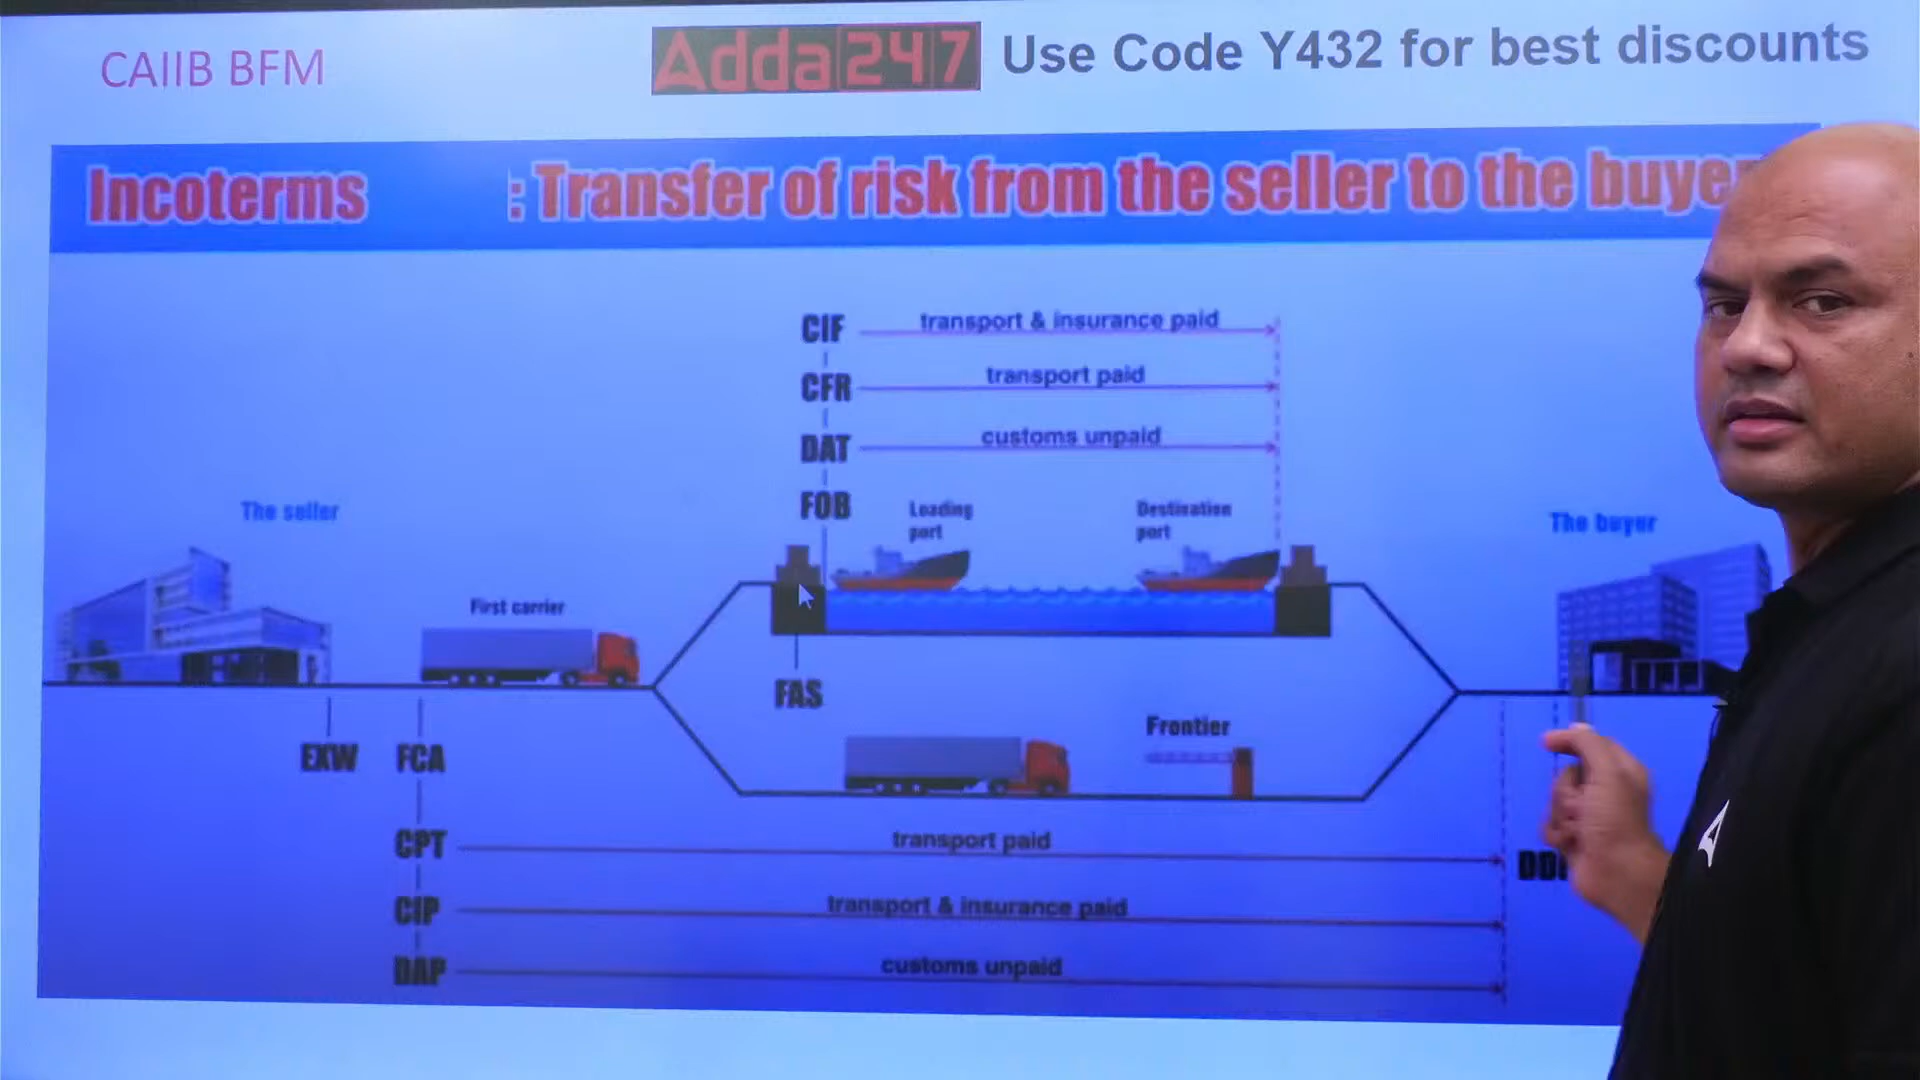 CAIIB BFM
Adda247
Use Code Y432 for best discounts
Incoterms : Transfer of risk from the seller to the buyer
CIF transport & insurance paid
CFR transport paid
DAT customs unpaid
FOB
Loading port
Destination port
The seller
The buyer
First carrier
FAS
EXW
FCA
Frontier
CPT transport paid
CIP transport & insurance paid
DAP customs unpaid